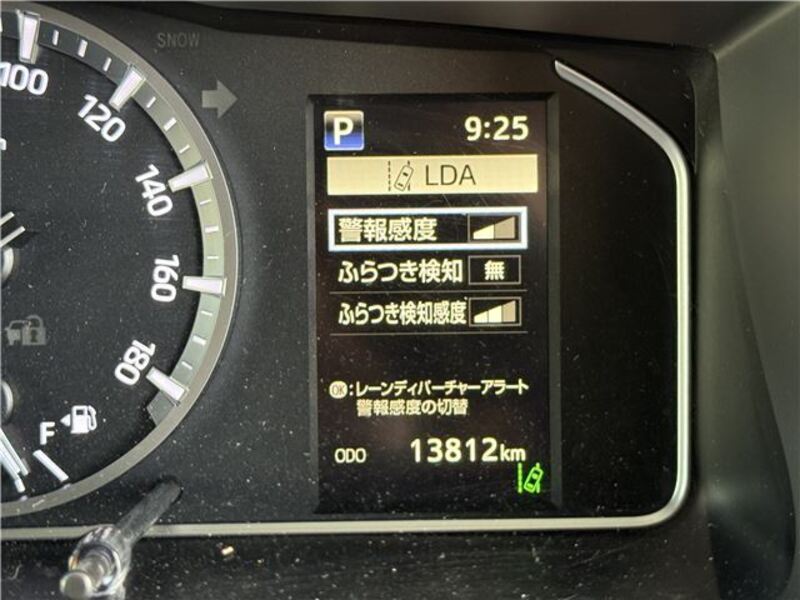 SNOW
100
120
140
160
180
F
P 9:25
LDA
警報感度
ふらつき検知 無
ふらつき検知感度
OK:レーンディパーチャーアラート
警報感度の切替
ODO 13812km